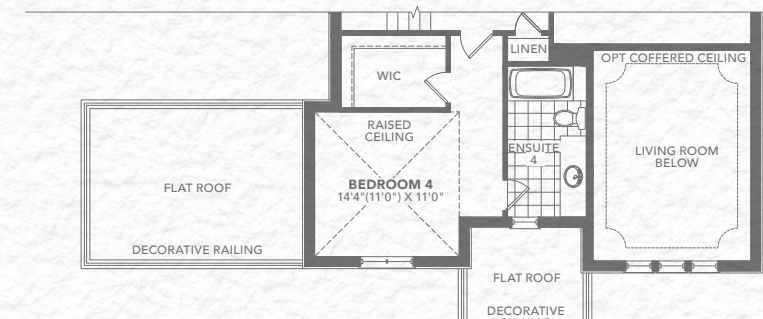 LINEN
OPT COFFERED CEILING
WIC
RAISED
CEILING
ENSUITE
4
LIVING ROOM
BELOW
FLAT ROOF
BEDROOM 4
14'4"(11'0") X 11'0"
DECORATIVE RAILING
FLAT ROOF
DECORATIVE